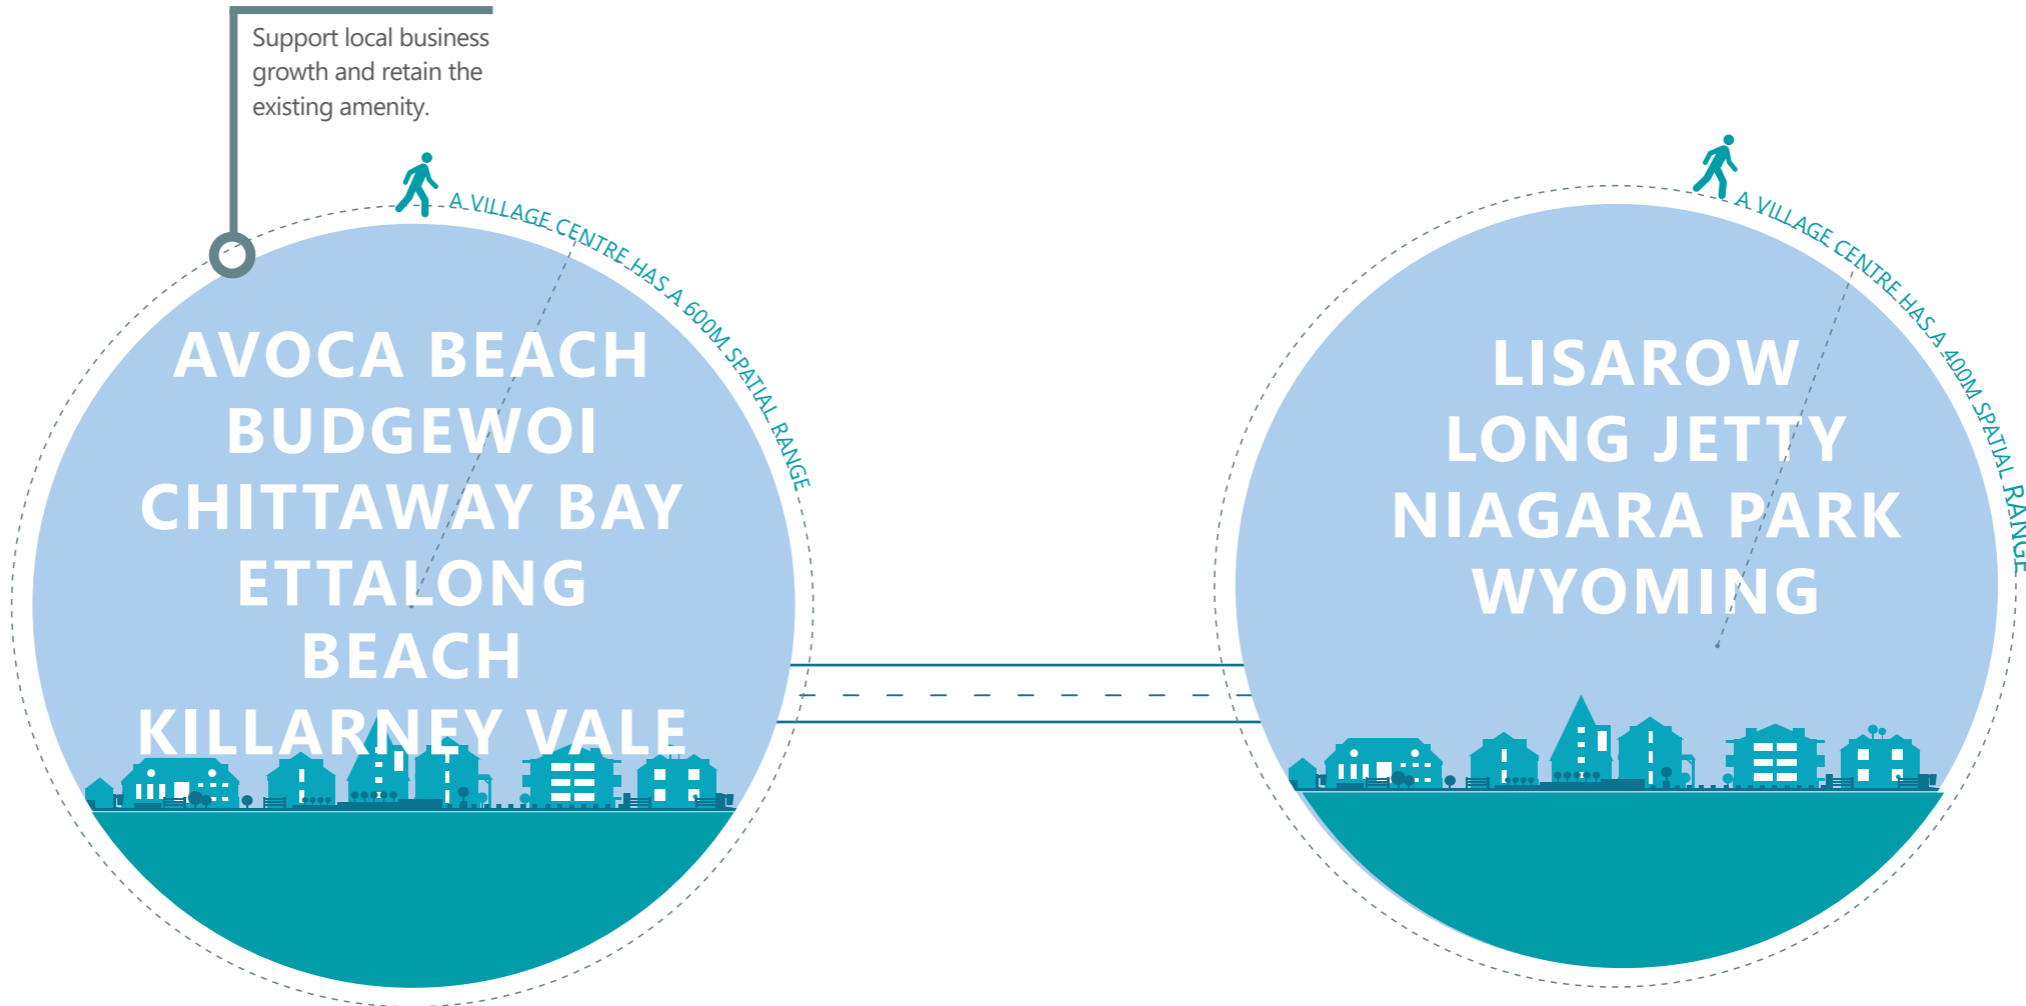 Support local business
growth and retain the
existing amenity.
A VILLAGE CENTRE HAS A 600M SPATIAL RANGE
AVOCA BEACH
BUDGEWOI
CHITTAWAY BAY
ETTALONG
BEACH
KILLARNEY VALE
A VILLAGE CENTRE HAS A 400M SPATIAL RANGE
LISAROW
LONG JETTY
NIAGARA PARK
WYOMING